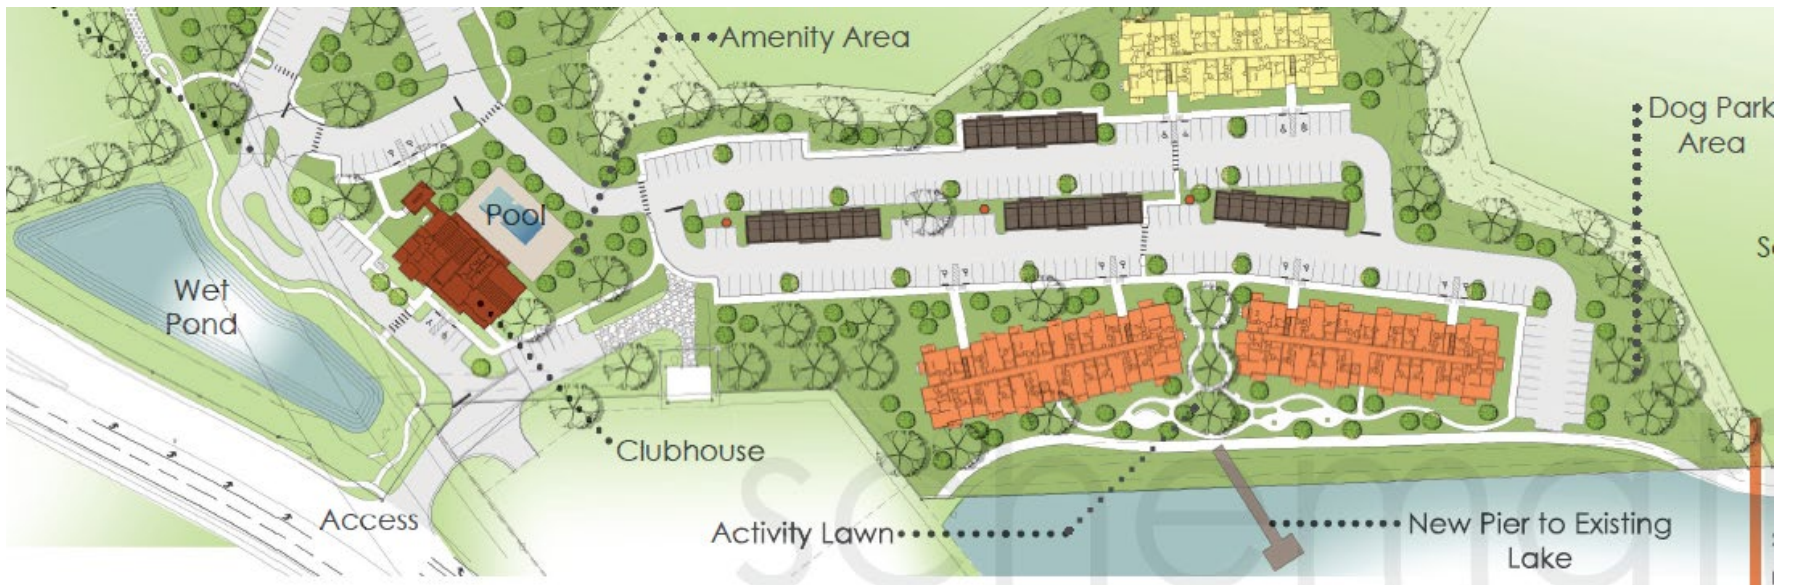 Amenity Area
Dog Park
Area
Pool
Wet
Pond
Clubhouse
Access
Activity Lawn
New Pier to Existing
Lake